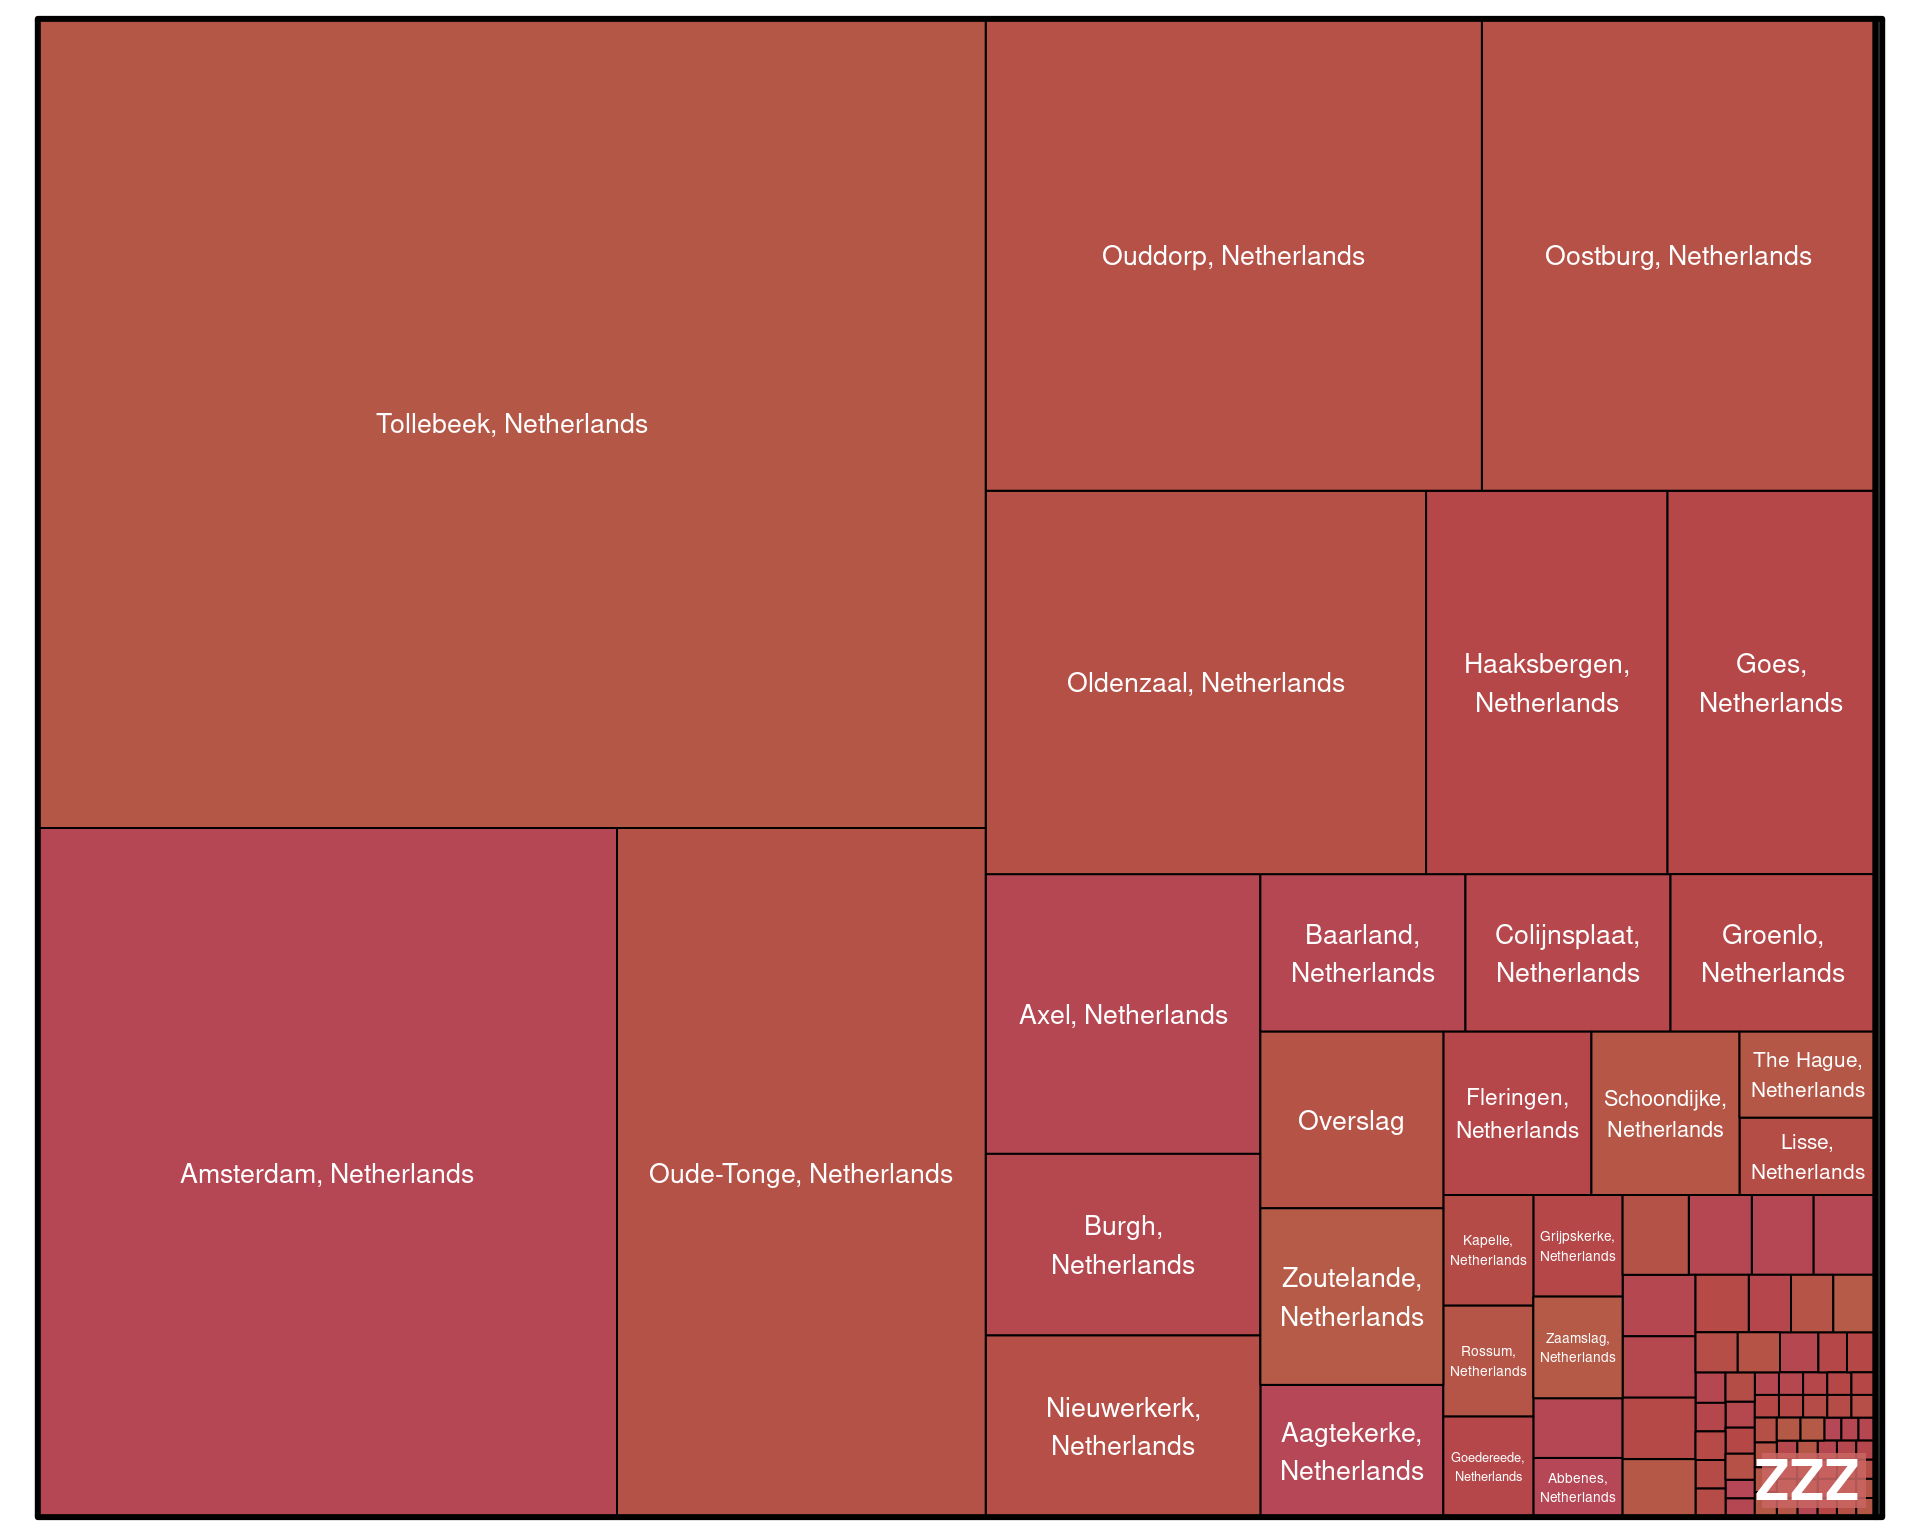 Tollebeek, Netherlands
Ouddorp, Netherlands
Oostburg, Netherlands
Oldenzaal, Netherlands
Haaksbergen,
Netherlands
Goes,
Netherlands
Amsterdam, Netherlands
Oude-Tonge, Netherlands
Axel, Netherlands
Baarland,
Netherlands
Colijnsplaat,
Netherlands
Groenlo,
Netherlands
Burgh,
Netherlands
Nieuwerkerk,
Netherlands
Overslag
Zoutelande,
Netherlands
Aagtekerke,
Netherlands
Fleringen,
Netherlands
Schoondijke,
Netherlands
The Hague,
Netherlands
Lisse,
Netherlands
Kapelle,
Netherlands
Grijpskerke,
Netherlands
Rossum,
Netherlands
Zaamslag,
Netherlands
Goedereede,
Netherlands
Abbenes,
Netherlands
ZZZ